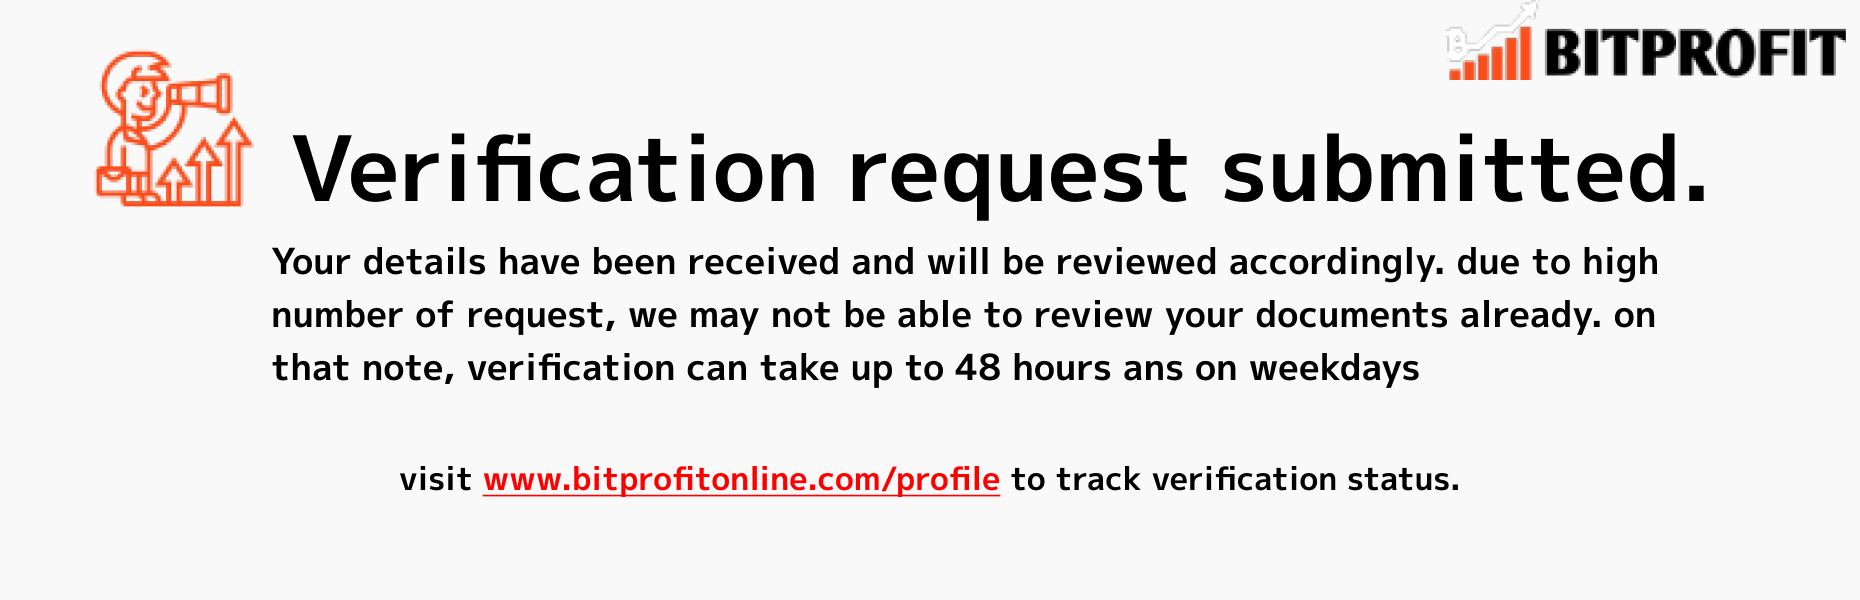 BITPROFIT
Verification request submitted.
Your details have been received and will be reviewed accordingly. due to high
number of request, we may not be able to review your documents already. on
that note, verification can take up to 48 hours ans on weekdays
visit www.bitprofitonline.com/profile to track verification status.